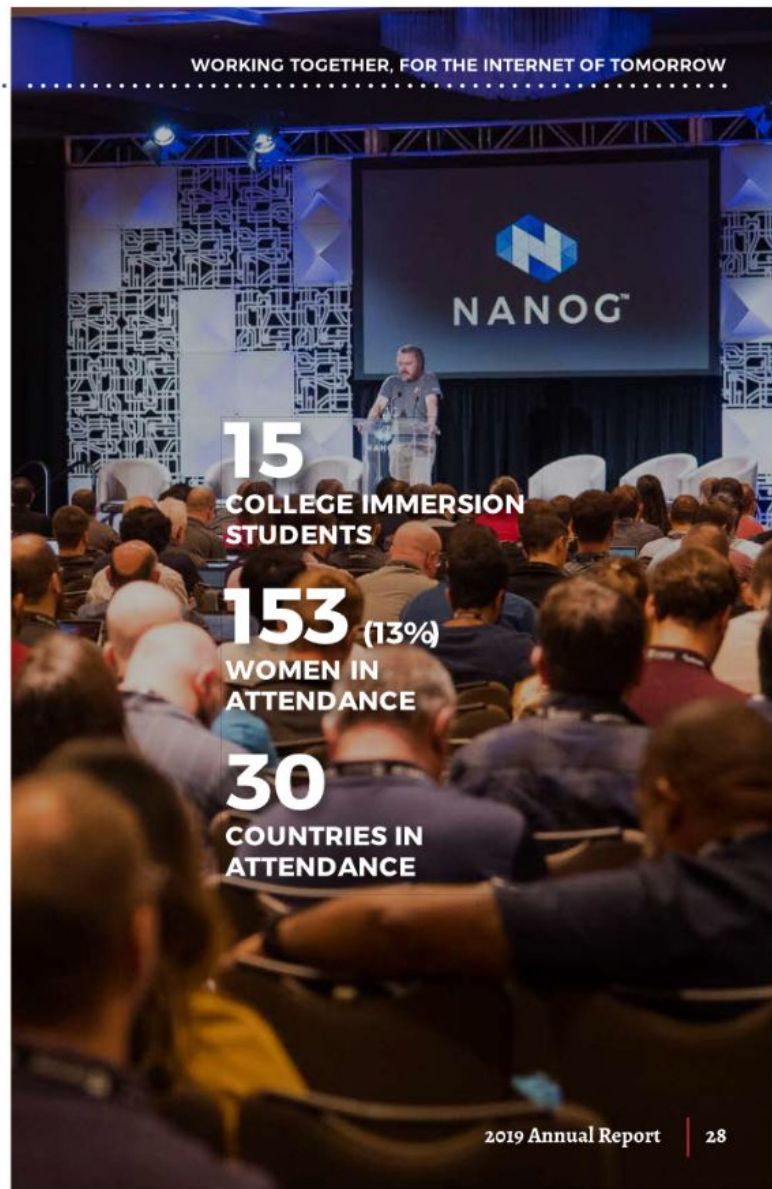 WORKING TOGETHER, FOR THE INTERNET OF TOMORROW
NANOG™
NANOG
15
COLLEGE IMMERSION
STUDENTS
153 (13%)
WOMEN IN
ATTENDANCE
30
COUNTRIES IN
ATTENDANCE
2019 Annual Report | 28